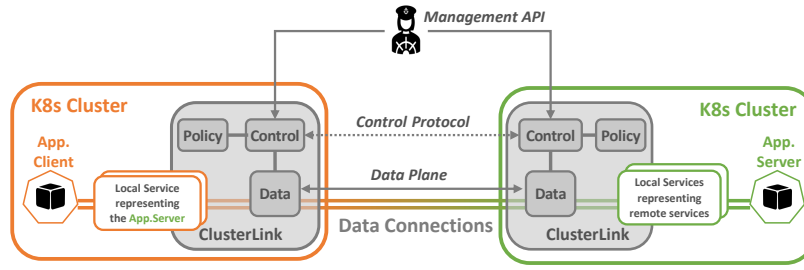 Management API
K8s Cluster
K8s Cluster
Policy
Control
Control Protocol
Control
Policy
App.
Client
App.
Server
Data
Data Plane
Data
Local Service
representing
the App.Server
Local Services
representing
remote services
ClusterLink
Data Connections
ClusterLink